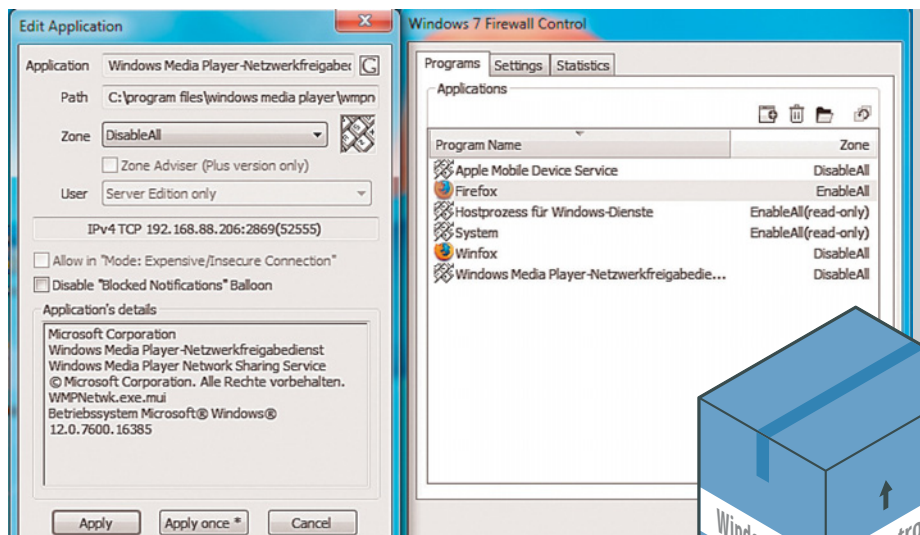 Edit Application
Application Windows Media Player-Netzwerkfreigabec G
Path C:\program files\windows media player\wmpn
Zone DisableAll
Zone Adviser (Plus version only)
User Server Edition only
IPv4 TCP 192.168.88.206:2869(52555)
Allow in "Mode: Expensive/Insecure Connection"
Disable "Blocked Notifications" Balloon
Application's details
Microsoft Corporation
Windows Media Player-Netzwerkfreigabedienst
Windows Media Player Network Sharing Service
© Microsoft Corporation. Alle Rechte vorbehalten.
WMPNetwk.exe.mui
Betriebssystem Microsoft® Windows®
12.0.7600.16385
Apply
Apply once *
Cancel
Windows 7 Firewall Control
Programs Settings Statistics
Applications
Program Name Zone
Apple Mobile Device Service DisableAll
Firefox EnableAll
Hostprozess für Windows-Dienste EnableAll(read-only)
System EnableAll(read-only)
Winfox DisableAll
Windows Media Player-Netzwerkfreigabedie... DisableAll